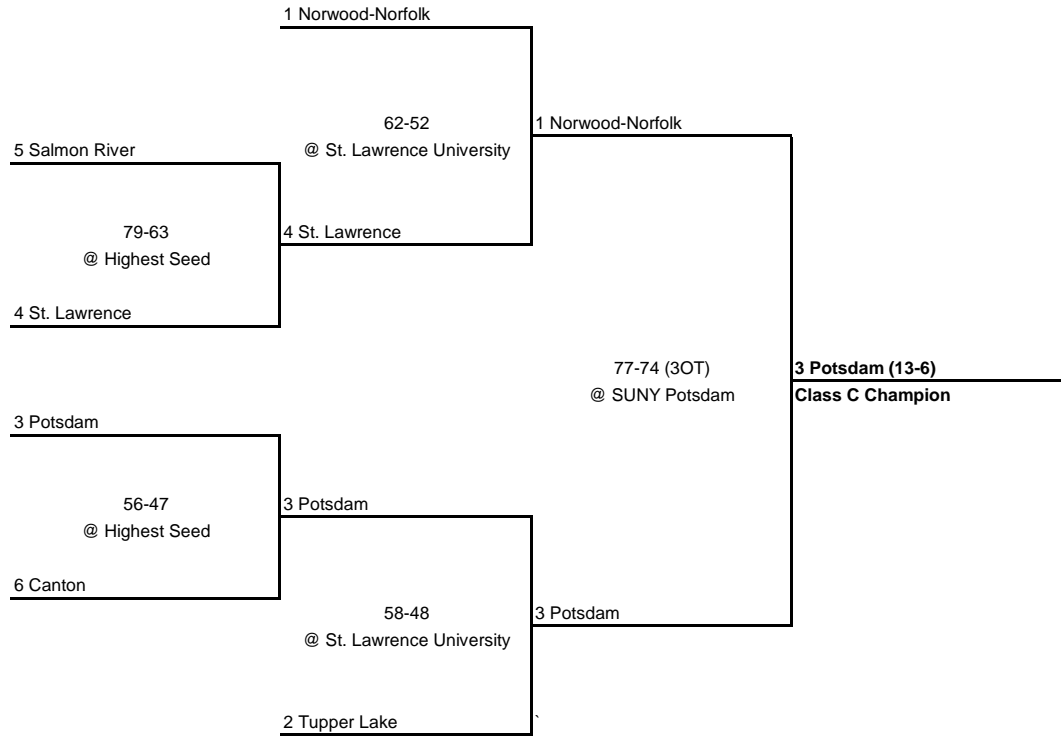 1 Norwood-Norfolk
62-52
@ St. Lawrence University
1 Norwood-Norfolk
5 Salmon River
79-63
@ Highest Seed
4 St. Lawrence
4 St. Lawrence
77-74 (3OT)
@ SUNY Potsdam
3 Potsdam (13-6)
Class C Champion
3 Potsdam
56-47
@ Highest Seed
3 Potsdam
6 Canton
58-48
@ St. Lawrence University
3 Potsdam
2 Tupper Lake
`